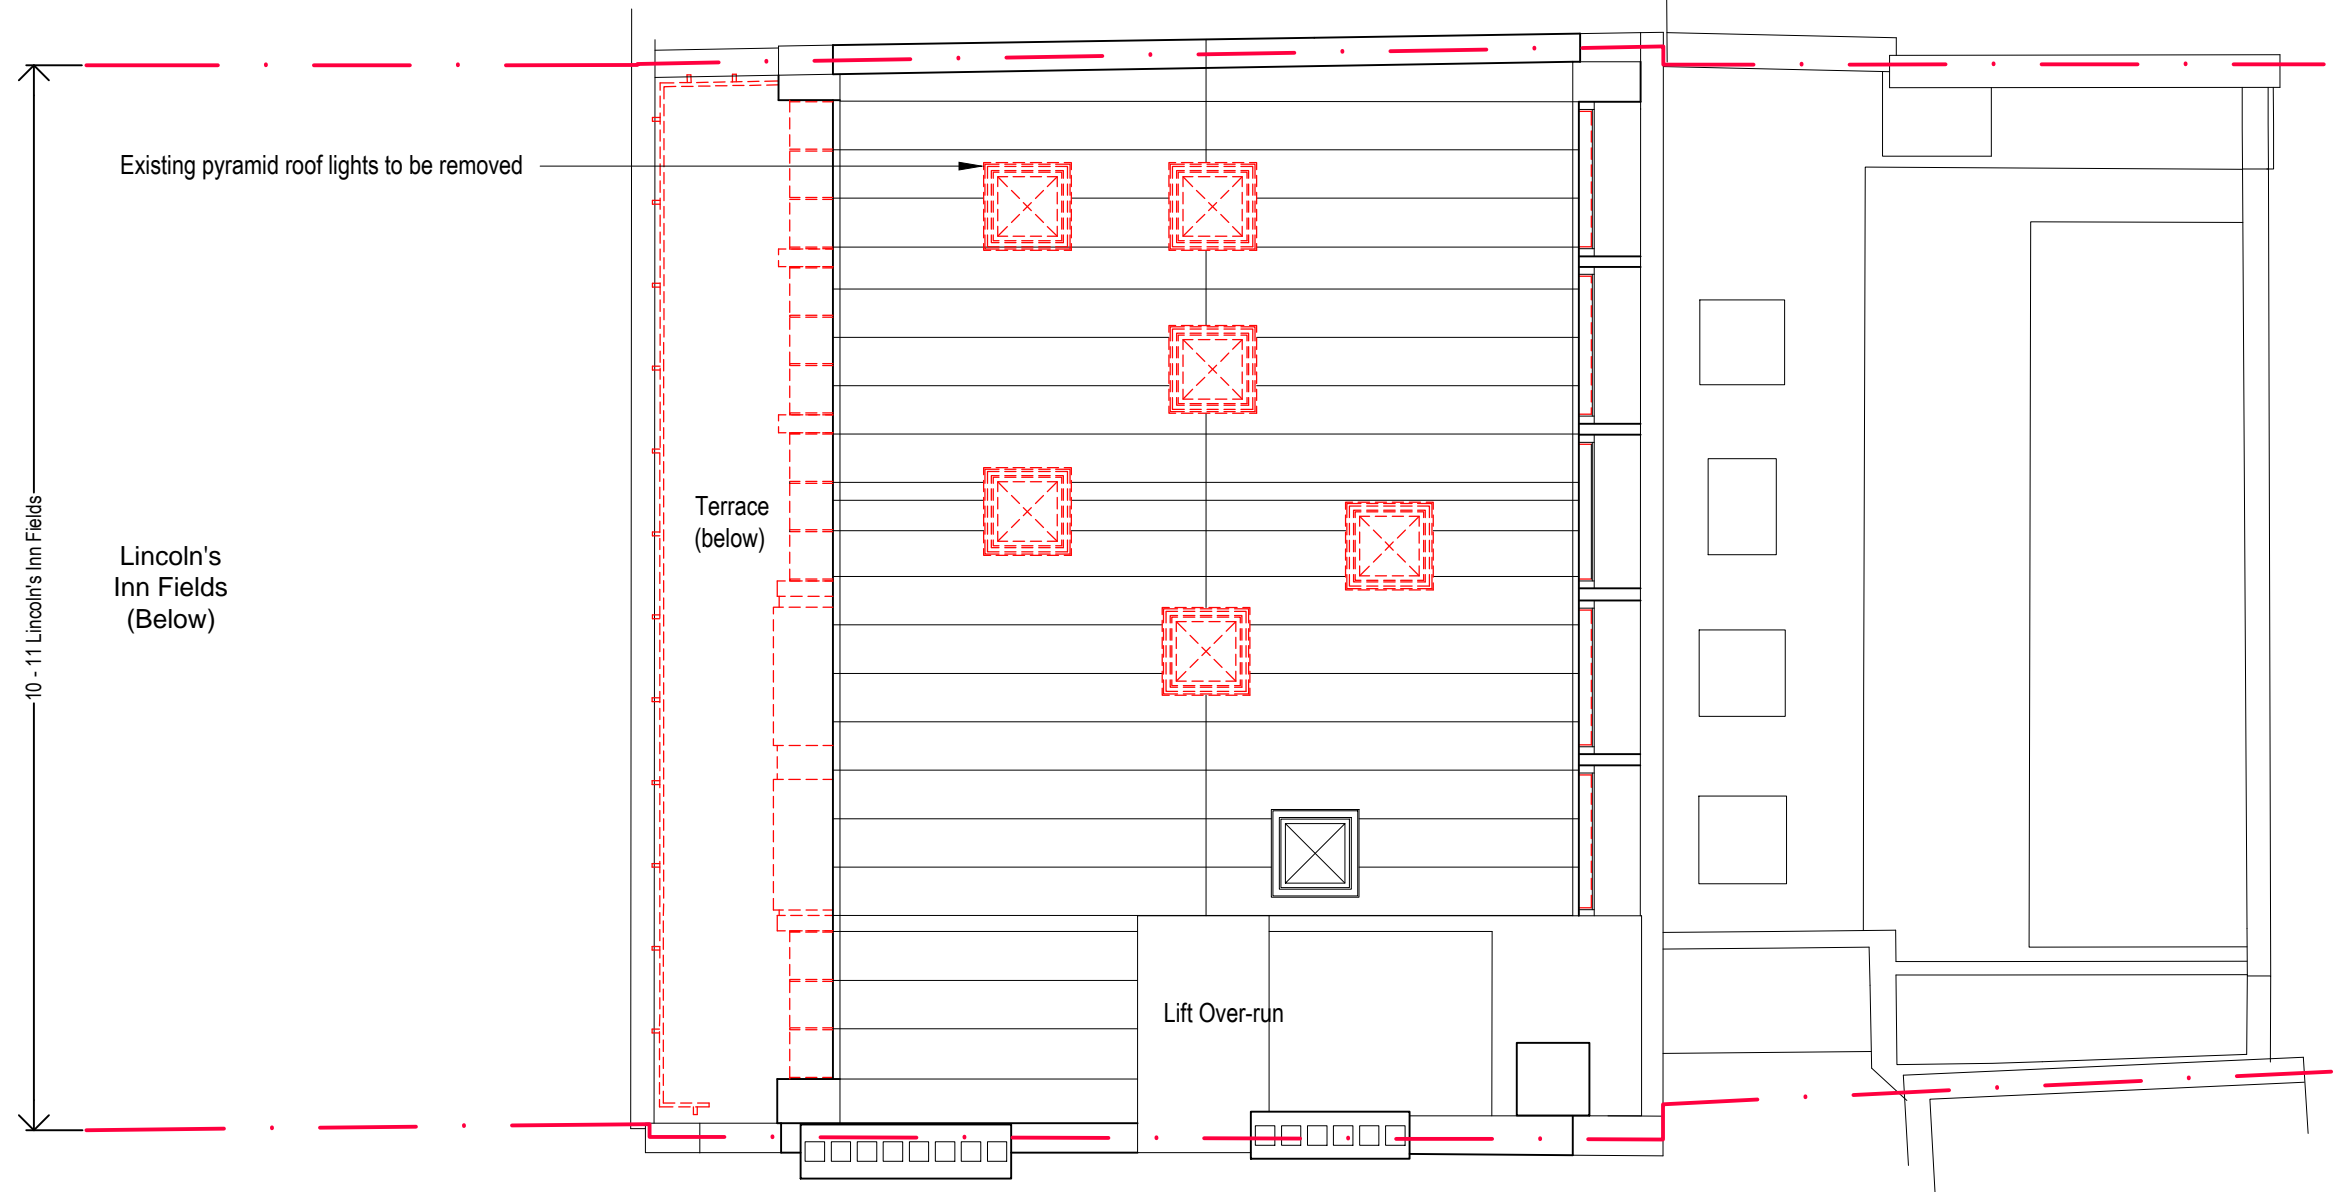 Existing pyramid roof lights to be removed
10 - 11 Lincoln's Inn Fields
Terrace
(below)
Lincoln's
Inn Fields
(Below)
Lift Over-run